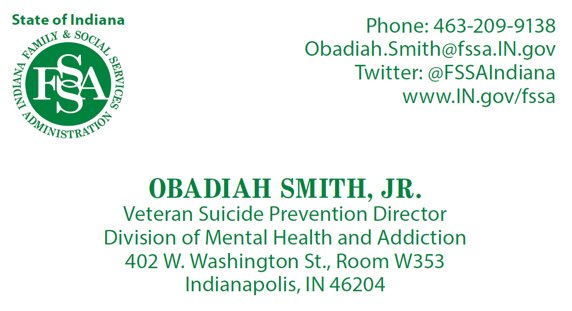 State of Indiana
INDIANA FAMILY & SOCIAL SERVICES ADMINISTRATION
FSSA
Phone: 463-209-9138
Obadiah.Smith@fssa.IN.gov
Twitter: @FSSAIndiana
www.IN.gov/fssa
OBADIAH SMITH, JR.
Veteran Suicide Prevention Director
Division of Mental Health and Addiction
402 W. Washington St., Room W353
Indianapolis, IN 46204